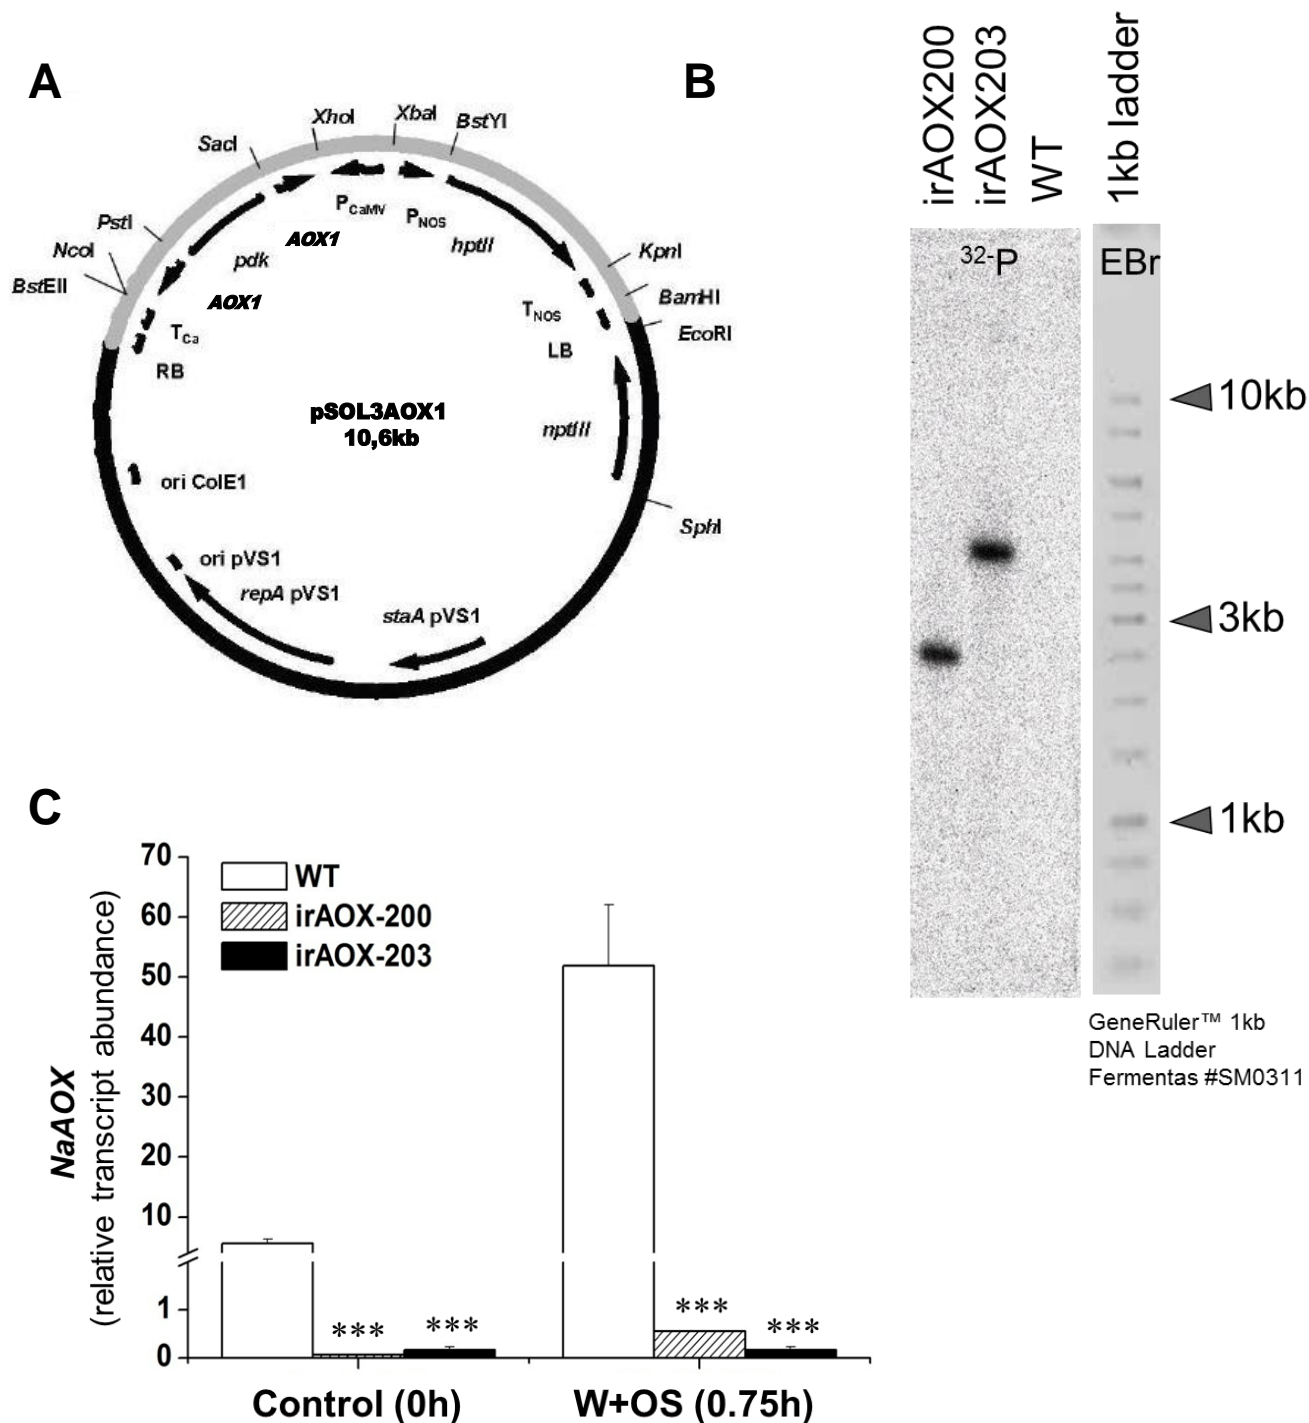 A
XhoI
XbaI
BstYI
SacI
PstI
NcoI
BstEII
PCaMV
PNOS
AOX1
hptII
pdk
AOX1
KpnI
BamHI
EcoRI
TNOS
LB
TCa
RB
pSOL3AOX1
10,6kb
nptIII
ori ColE1
SphI
ori pVS1
repA pVS1
staA pVS1
B
irAOX200
irAOX203
WT
1kb ladder
32-P
EBr
10kb
3kb
1kb
GeneRuler™ 1kb
DNA Ladder
Fermentas #SM0311
C
NaAOX
(relative transcript abundance)
70
60
50
40
30
20
10
1
0
WT
irAOX-200
irAOX-203
***
***
***
***
Control (0h)
W+OS (0.75h)